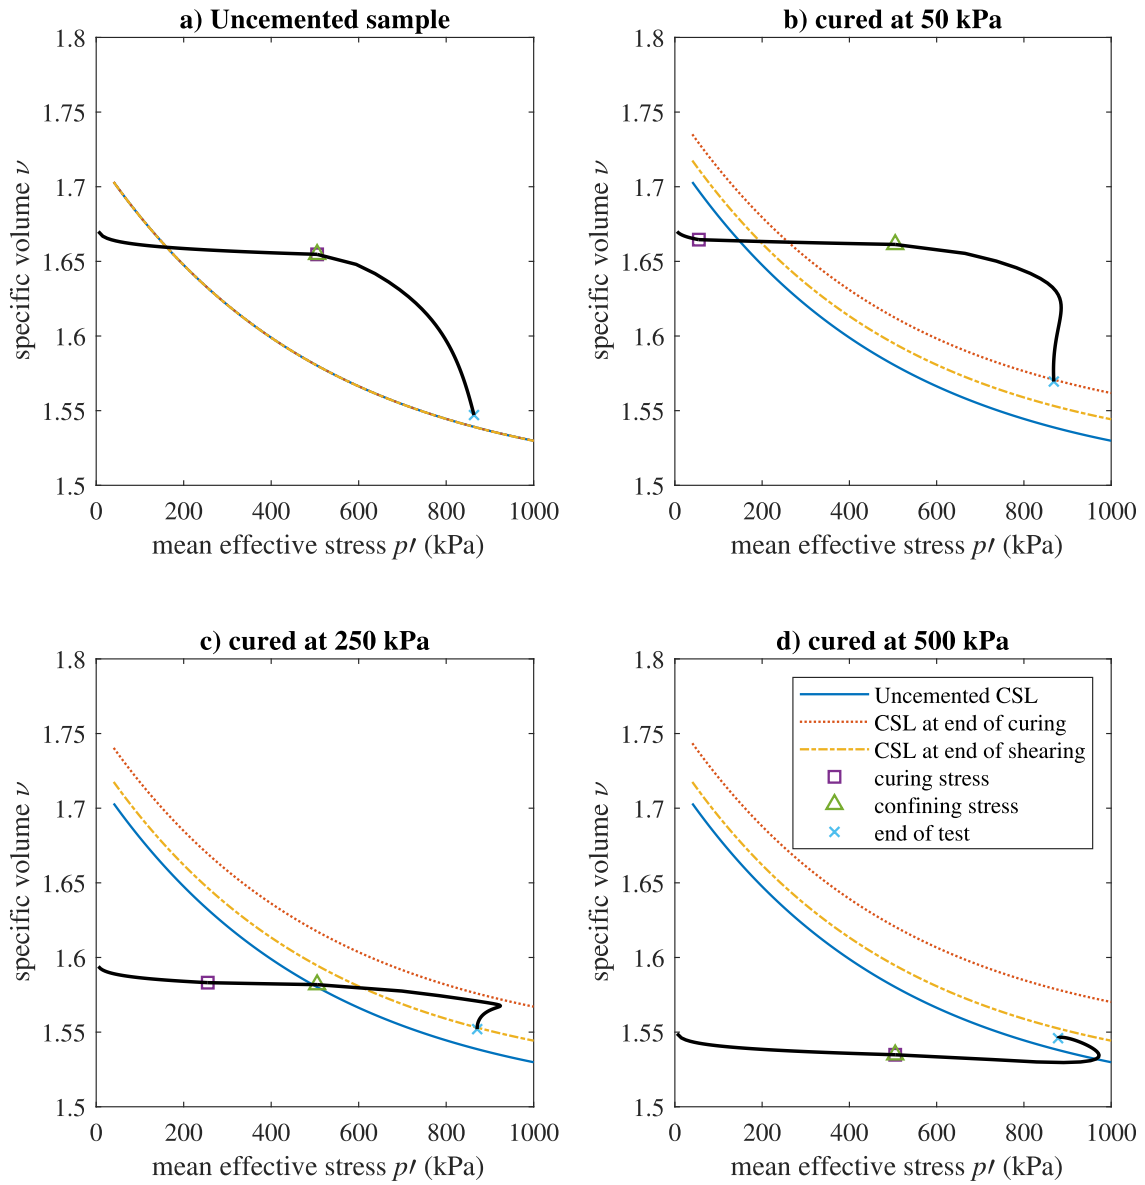 a) Uncemented sample
1.8
1.75
1.7
1.65
1.6
1.55
1.5
specific volume ν
0 200 400 600 800 1000
mean effective stress p′ (kPa)
b) cured at 50 kPa
1.8
1.75
1.7
1.65
1.6
1.55
1.5
specific volume ν
0 200 400 600 800 1000
mean effective stress p′ (kPa)
c) cured at 250 kPa
1.8
1.75
1.7
1.65
1.6
1.55
1.5
specific volume ν
0 200 400 600 800 1000
mean effective stress p′ (kPa)
d) cured at 500 kPa
1.8
1.75
1.7
1.65
1.6
1.55
1.5
specific volume ν
Uncemented CSL
CSL at end of curing
CSL at end of shearing
curing stress
confining stress
end of test
0 200 400 600 800 1000
mean effective stress p′ (kPa)